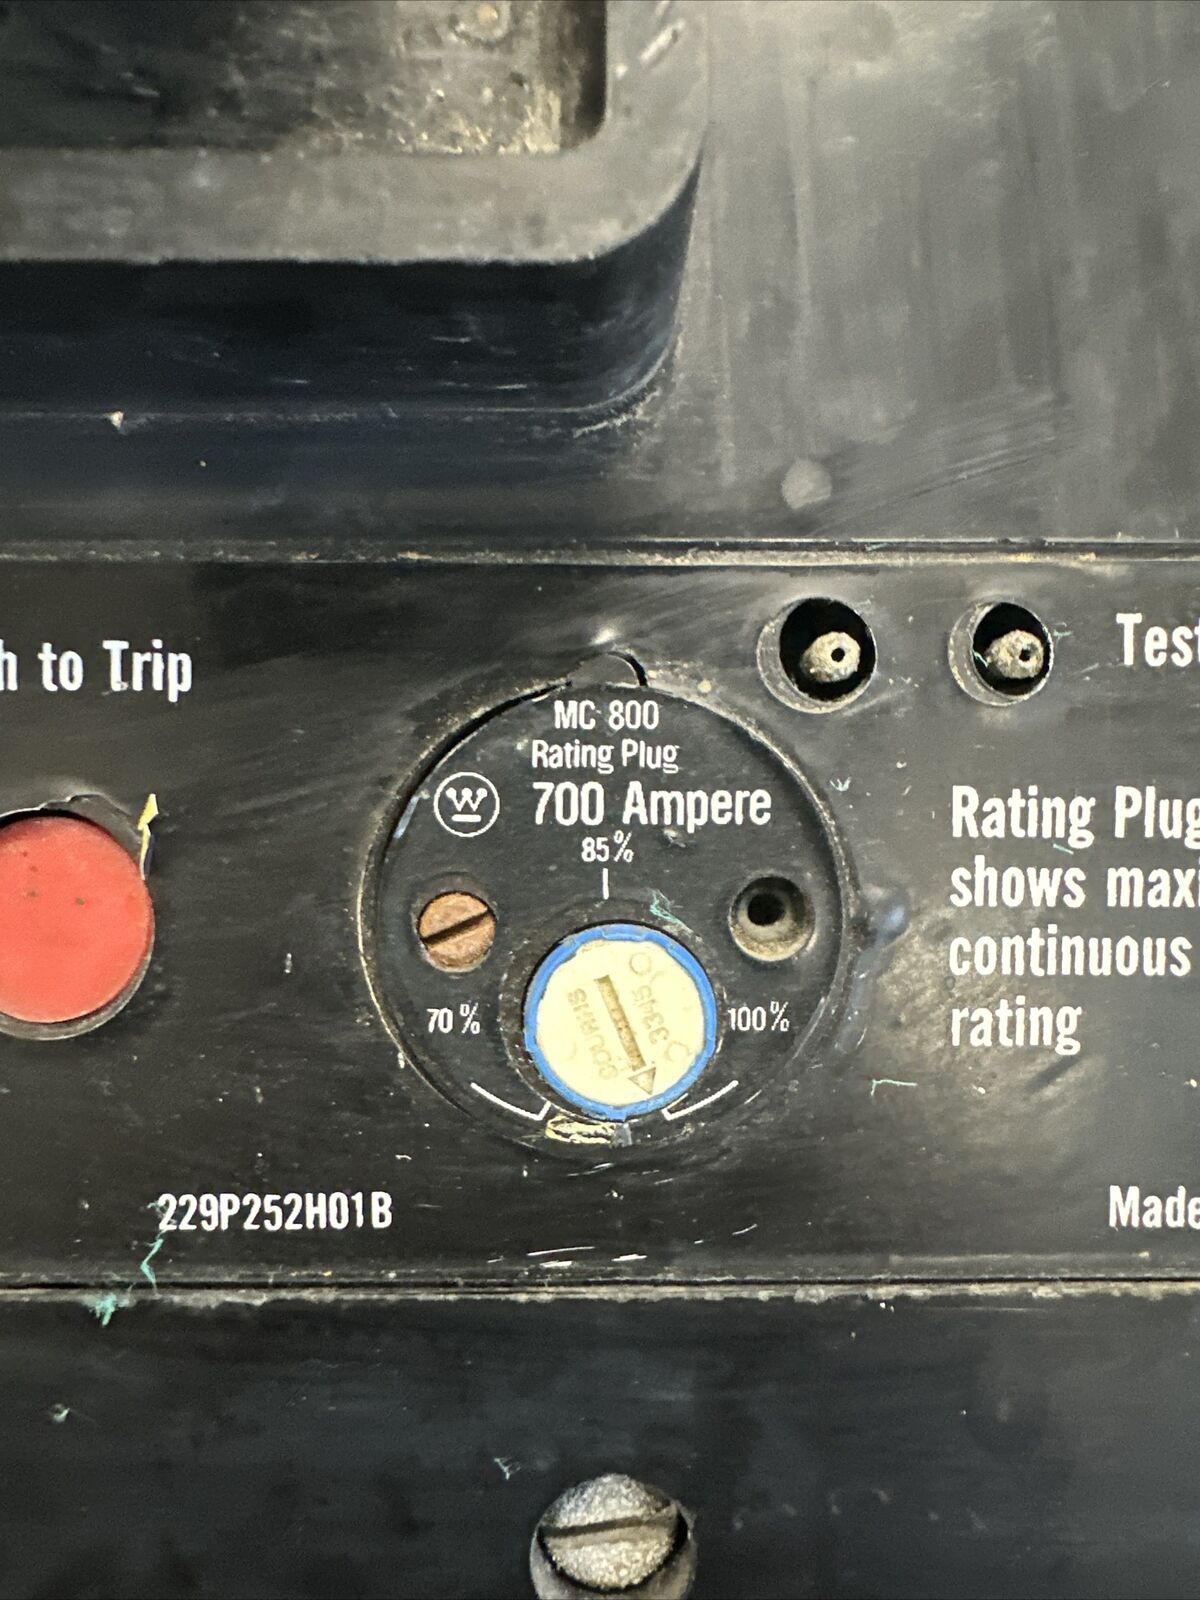 h to Trip
Test
MC 800
Rating Plug
700 Ampere
85%
70%
100%
BOURNS
3345
Rating Plug
shows maxi
continuous
rating
229P252H01B
Made